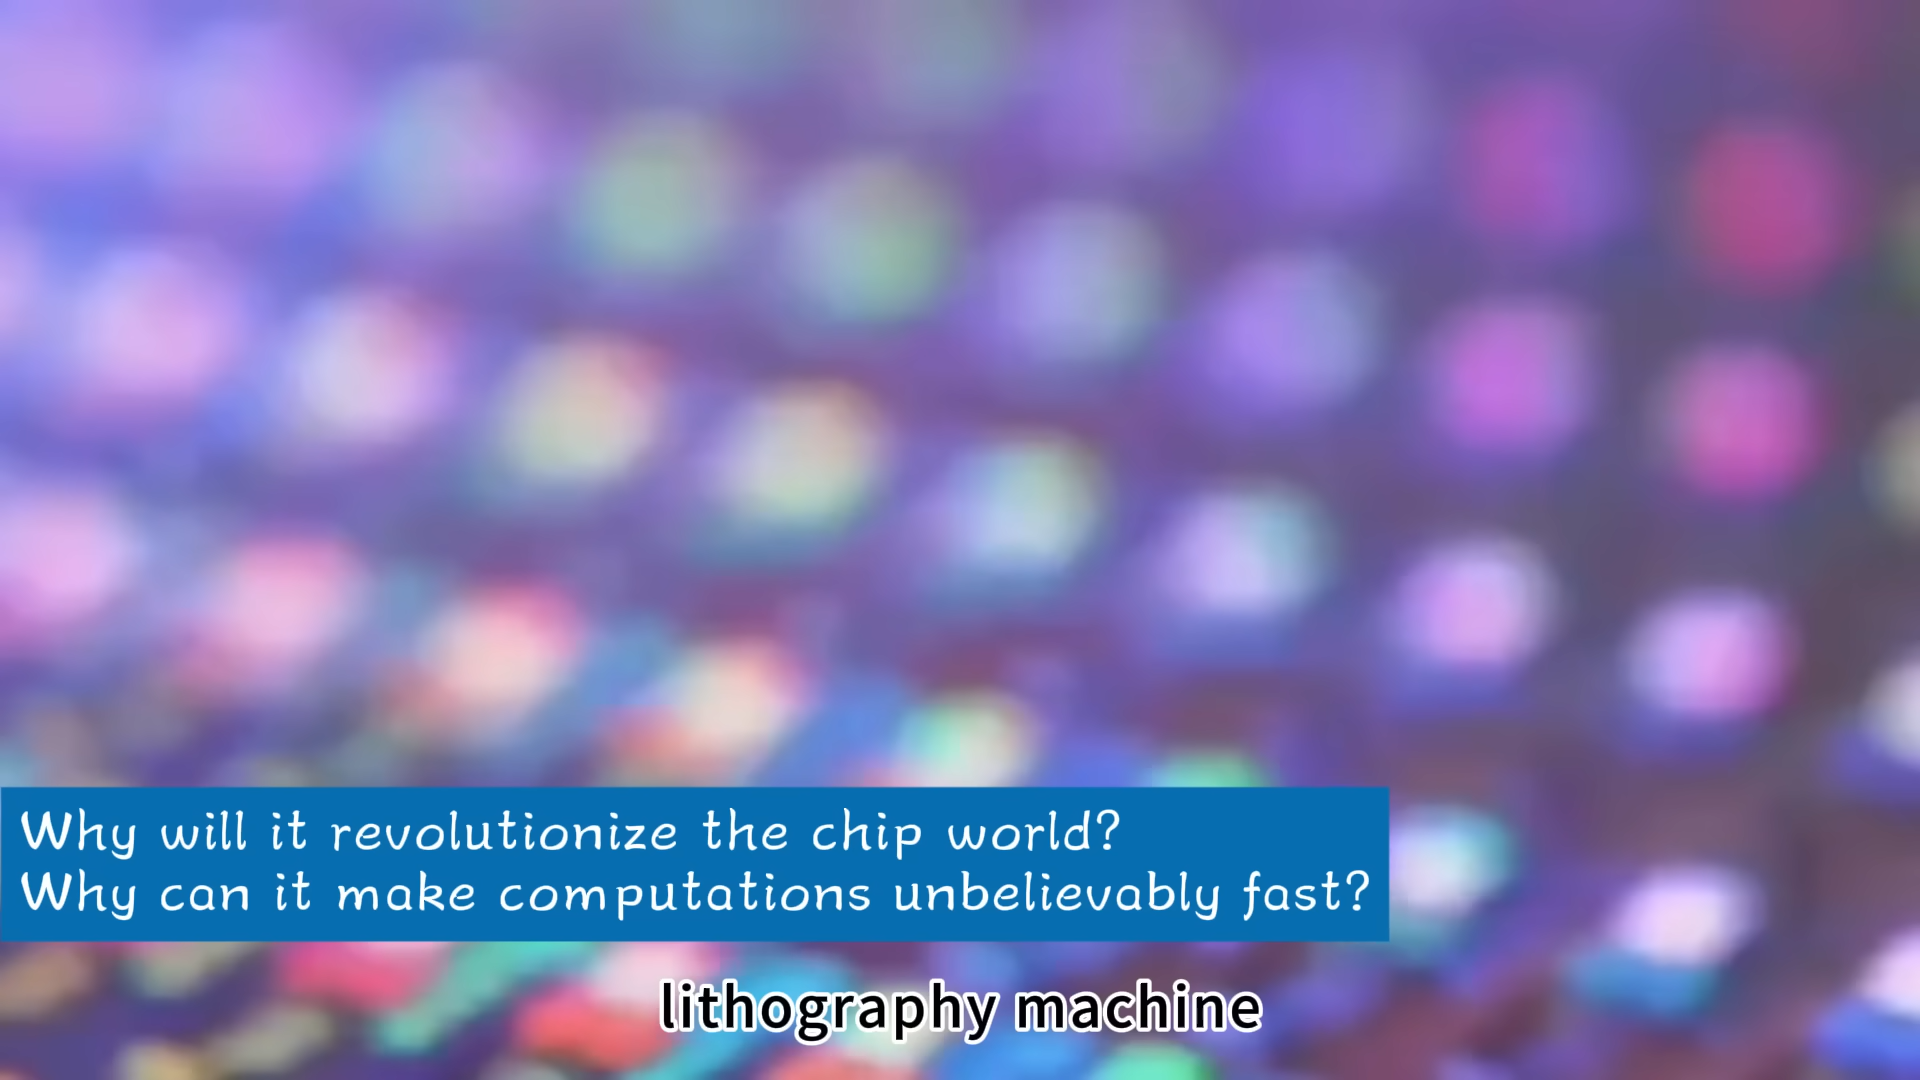 Why will it revolutionize the chip world?
Why can it make computations unbelievably fast?
lithography machine